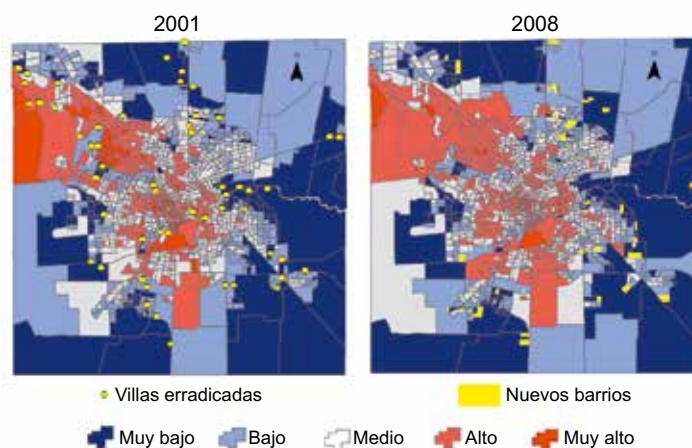 2001
2008
Villas erradicadas
Nuevos barrios
Muy bajo
Bajo
Medio
Alto
Muy alto